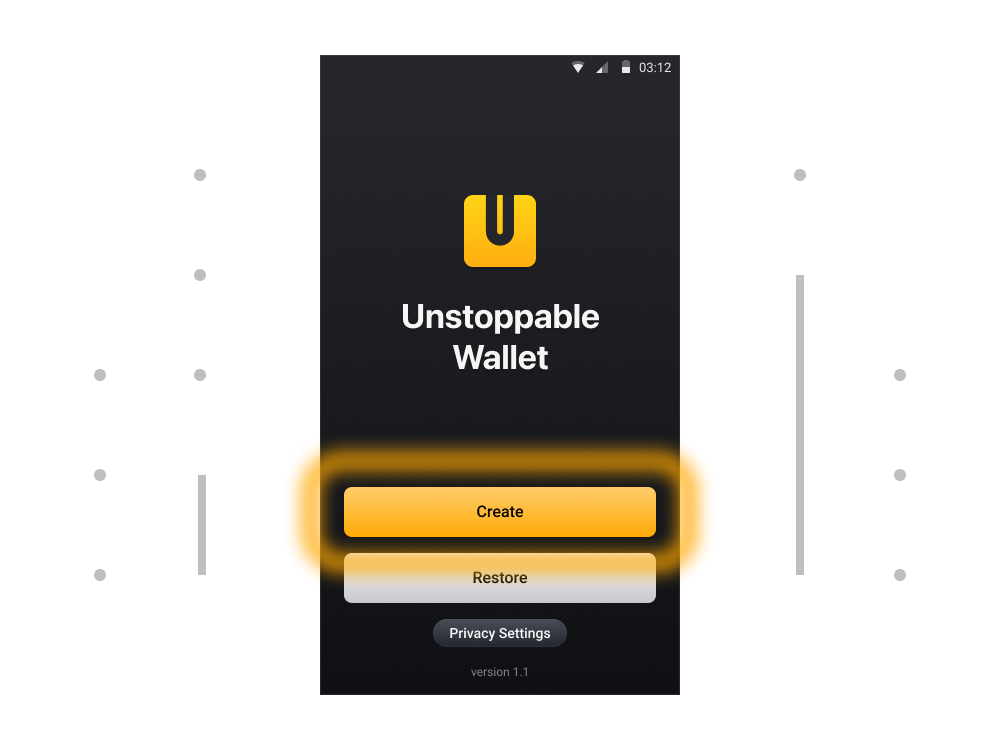 03:12
Unstoppable
Wallet
Create
Restore
Privacy Settings
version 1.1